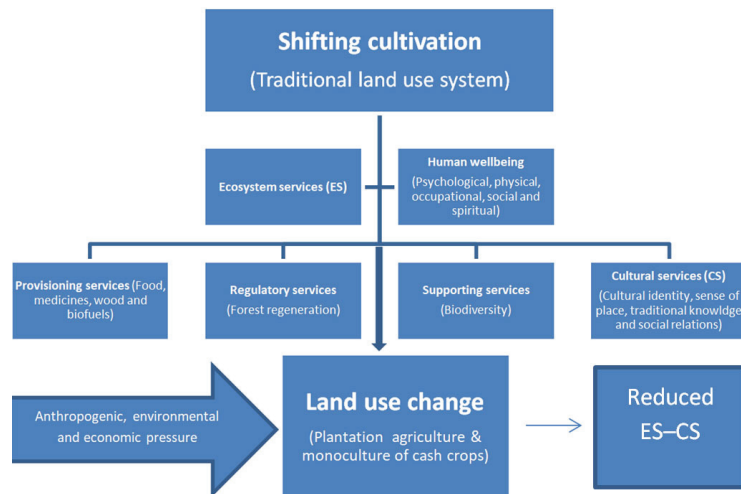 Shifting cultivation
(Traditional land use system)
Ecosystem services (ES)
Human wellbeing
(Psychological, physical,
occupational, social and
spiritual)
Provisioning services (Food,
medicines, wood and
biofuels)
Regulatory services
(Forest regeneration)
Supporting services
(Biodiversity)
Cultural services (CS)
(Cultural identity, sense of
place, traditional knowldge
and social relations)
Anthropogenic, environmental
and economic pressure
Land use change
(Plantation agriculture &
monoculture of cash crops)
Reduced
ES–CS